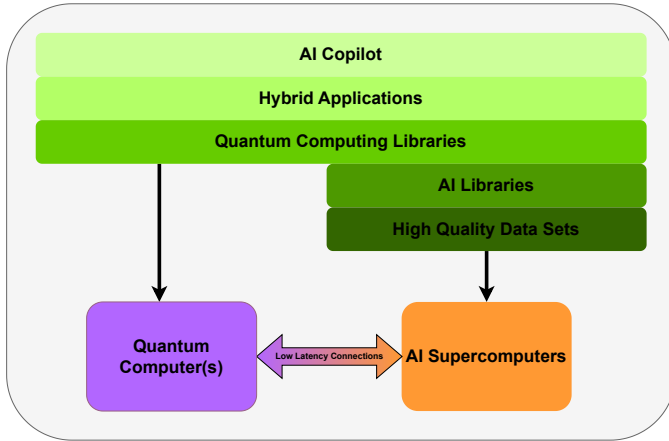 AI Copilot
Hybrid Applications
Quantum Computing Libraries
AI Libraries
High Quality Data Sets
Quantum
Computer(s)
Low Latency Connections
AI Supercomputers